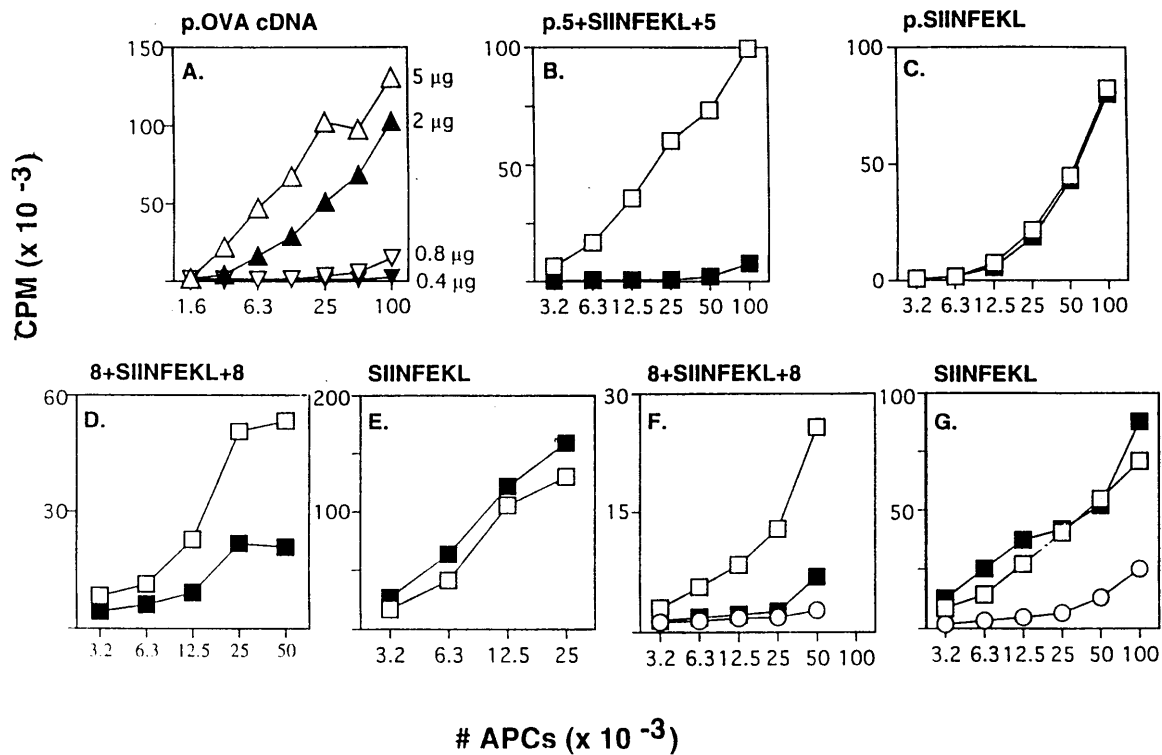 p.OVA cDNA
p.5+SIINFEKL+5
p.SIINFEKL
150
100
50
A.
5 µg
2 µg
0.8 µg
0.4 µg
1.6 6.3 25 100
100
50
B.
3.2 6.3 12.5 25 50 100
100
50
0
C.
3.2 6.3 12.5 25 50 100
CPM (x 10 -3)
8+SIINFEKL+8
SIINFEKL
8+SIINFEKL+8
SIINFEKL
60
30
D.
3.2 6.3 12.5 25 50
200
100
E.
3.2 6.3 12.5 25
30
15
F.
3.2 6.3 12.5 25 50 100
100
50
G.
3.2 6.3 12.5 25 50 100
# APCs (x 10 -3)